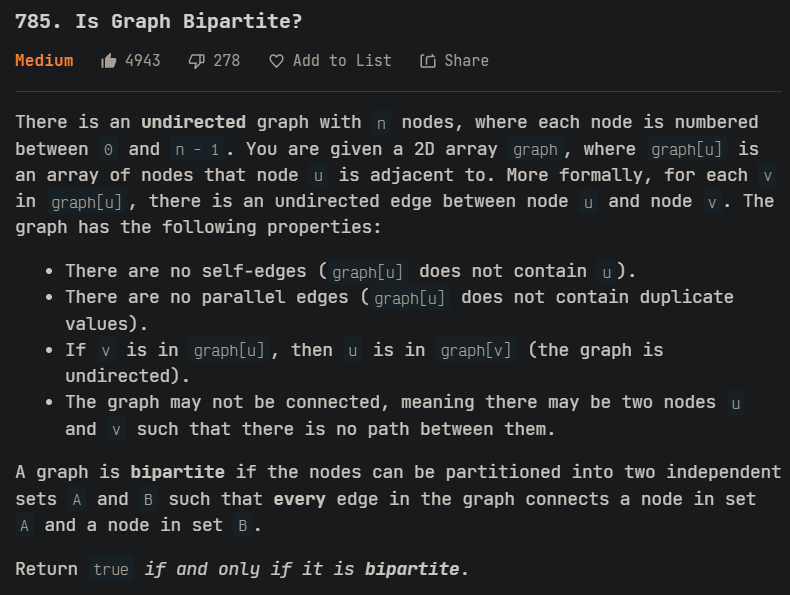 785. Is Graph Bipartite?
Medium 4943 278 Add to List Share
There is an undirected graph with n nodes, where each node is numbered
between 0 and n - 1. You are given a 2D array graph, where graph[u] is
an array of nodes that node u is adjacent to. More formally, for each v
in graph[u], there is an undirected edge between node u and node v. The
graph has the following properties:
• There are no self-edges (graph[u] does not contain u).
• There are no parallel edges (graph[u] does not contain duplicate
values).
• If v is in graph[u], then u is in graph[v] (the graph is
undirected).
• The graph may not be connected, meaning there may be two nodes u
and v such that there is no path between them.
A graph is bipartite if the nodes can be partitioned into two independent
sets A and B such that every edge in the graph connects a node in set
A and a node in set B.
Return true if and only if it is bipartite.